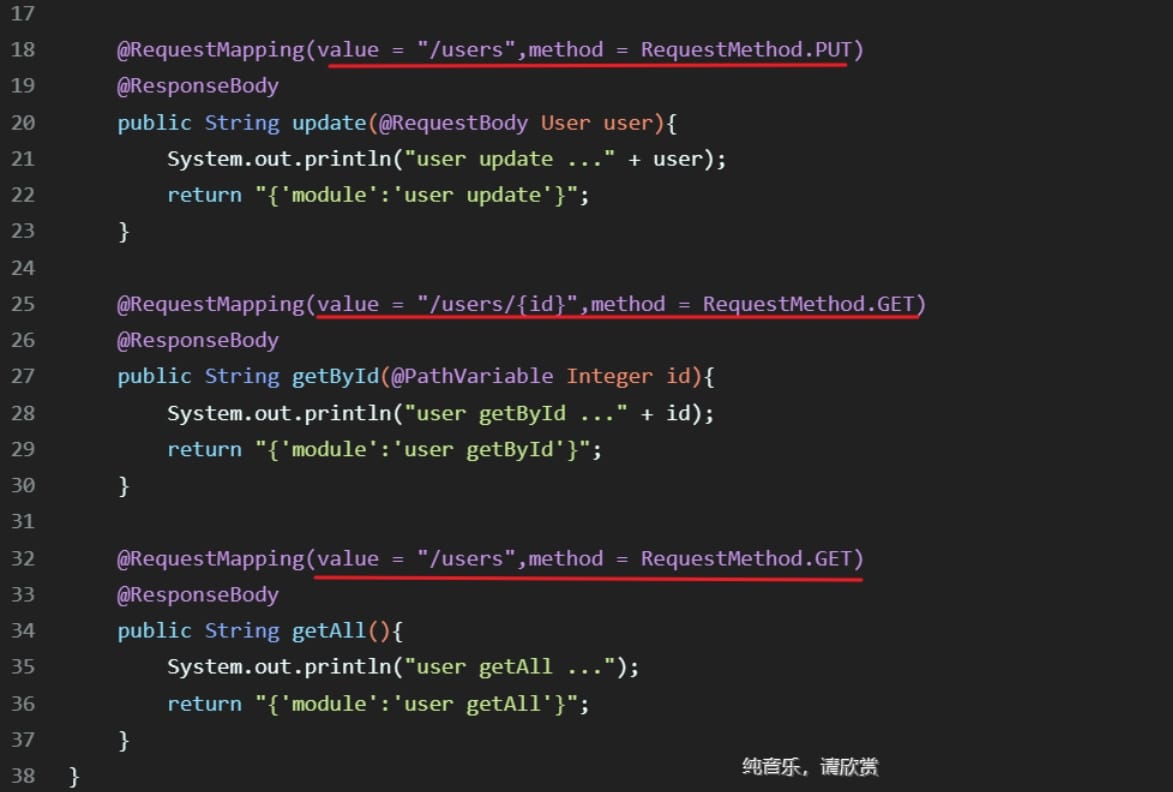 17
18 @RequestMapping(value = "/users",method = RequestMethod.PUT)
19 @ResponseBody
20 public String update(@RequestBody User user){
21 System.out.println("user update ..." + user);
22 return "{'module':'user update'}";
23 }
24
25 @RequestMapping(value = "/users/{id}",method = RequestMethod.GET)
26 @ResponseBody
27 public String getById(@PathVariable Integer id){
28 System.out.println("user getById ..." + id);
29 return "{'module':'user getById'}";
30 }
31
32 @RequestMapping(value = "/users",method = RequestMethod.GET)
33 @ResponseBody
34 public String getAll(){
35 System.out.println("user getAll ...");
36 return "{'module':'user getAll'}";
37 }
纯音乐，请欣赏
38 }